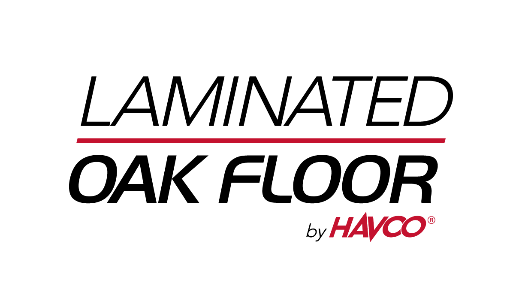 LAMINATED
OAK FLOOR
by HAVCO®